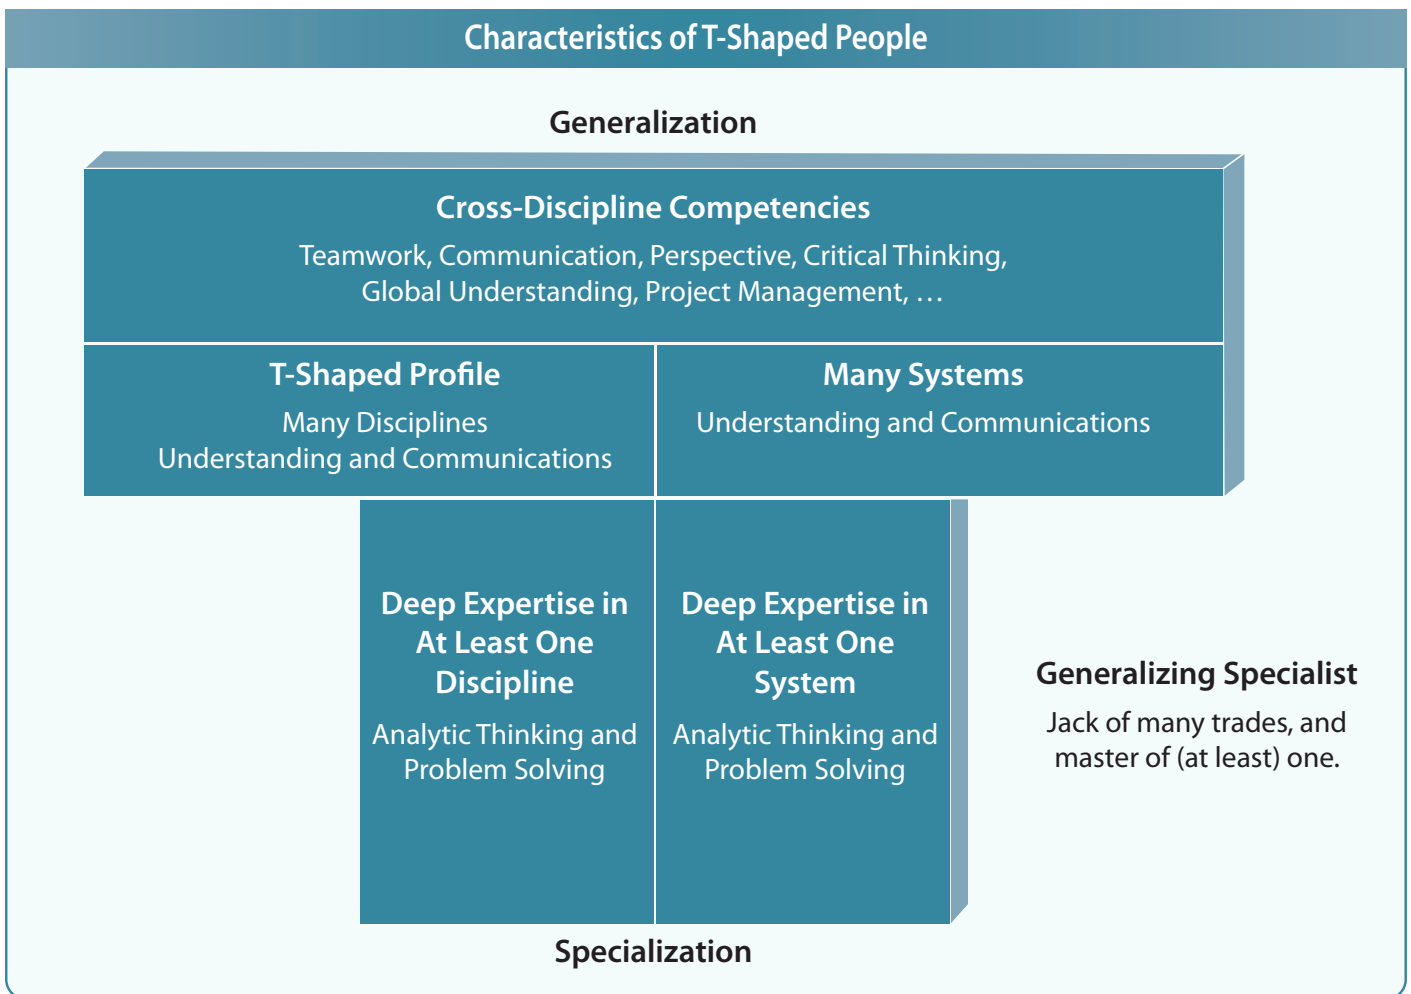 Characteristics of T-Shaped People
Generalization
Cross-Discipline Competencies
Teamwork, Communication, Perspective, Critical Thinking,
Global Understanding, Project Management, …
T-Shaped Profile
Many Disciplines
Understanding and Communications
Many Systems
Understanding and Communications
Deep Expertise in
At Least One
Discipline
Analytic Thinking and
Problem Solving
Deep Expertise in
At Least One
System
Analytic Thinking and
Problem Solving
Generalizing Specialist
Jack of many trades, and
master of (at least) one.
Specialization